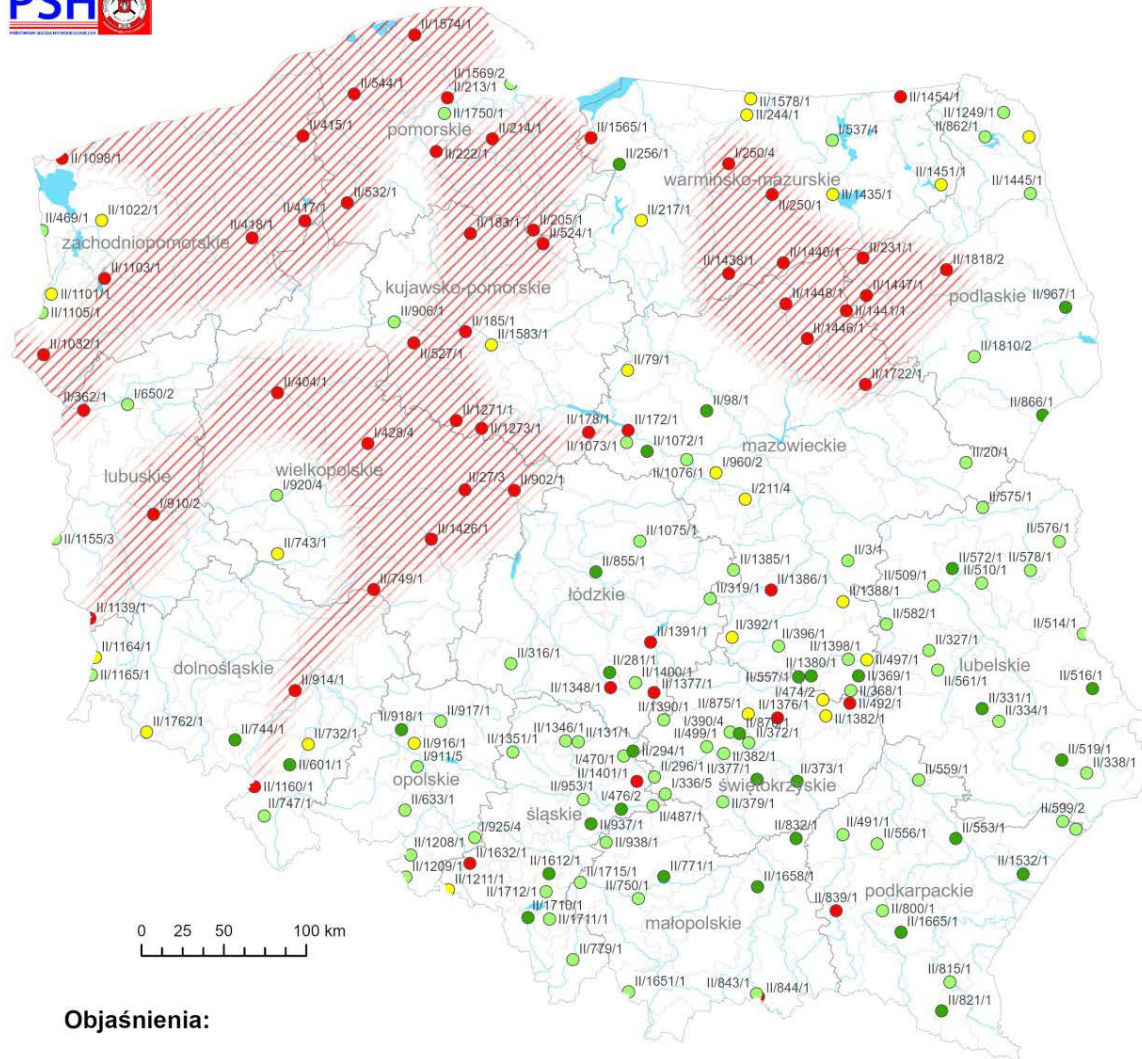 PSH
PAŃSTWOWA SŁUŻBA HYDROGEOLOGICZNA
II/1574/1
II/544/1
II/1569/2
II/213/1
II/1750/1
II/415/1
pomorskie
II/214/1
II/222/1
II/1565/1
II/256/1
II/1578/1
II/244/1
I/537/4
II/1454/1
II/1249/1
II/862/1
II/1098/1
I/250/4
warmińsko-mazurskie
II/250/1
II/1435/1
II/1451/1
II/1445/1
II/532/1
II/469/1
II/1022/1
zachodniopomorskie
II/418/1
II/417/1
II/183/1
II/205/1
II/524/1
II/217/1
II/1103/1
II/1101/1
II/1105/1
II/1438/1
II/1440/1
II/231/1
II/1818/2
II/1448/1
II/1447/1
II/1441/1
podlaskie
II/967/1
kujawsko-pomorskie
II/906/1
II/185/1
II/1583/1
II/527/1
II/1446/1
II/1810/2
II/1032/1
II/79/1
II/1722/1
II/362/1
I/650/2
II/404/1
II/98/1
II/866/1
II/1271/1
II/1273/1
II/178/1
II/172/1
I/428/4
II/1073/1
II/1072/1
mazowieckie
II/1076/1
I/960/2
II/20/1
lubuskie
wielkopolskie
I/920/4
II/27/3
II/902/1
I/211/4
I/910/2
II/575/1
II/1155/3
II/743/1
II/1426/1
II/1075/1
II/576/1
II/855/1
II/1385/1
II/3/1
II/572/1
II/578/1
II/510/1
łódzkie
II/749/1
II/319/1
II/1386/1
II/1388/1
II/509/1
II/1139/1
II/582/1
II/514/1
II/1391/1
II/392/1
II/396/1
II/1398/1
II/327/1
II/1164/1
II/1165/1
dolnośląskie
II/316/1
II/281/1
II/1400/1
II/1380/1
II/497/1
lubelskie
II/561/1
II/557/1
II/369/1
II/516/1
II/914/1
II/1348/1
II/1377/1
I/474/2
II/368/1
II/492/1
II/331/1
II/334/1
II/1390/1
II/875/1
II/1376/1
II/1382/1
II/1762/1
II/744/1
II/732/1
II/918/1
II/917/1
II/916/1
I/911/5
II/1346/1
II/131/1
II/1351/1
I/390/4
II/499/1
II/372/1
II/382/1
II/519/1
II/338/1
II/601/1
opolskie
I/470/1
II/294/1
II/1401/1
II/296/1
II/377/1
II/373/1
świętokrzyskie
II/559/1
II/1160/1
II/747/1
II/633/1
II/953/1
I/476/2
I/336/5
II/379/1
śląskie
II/487/1
II/599/2
II/937/1
II/938/1
I/925/4
II/832/1
II/491/1
II/556/1
II/553/1
II/1208/1
II/1209/1
II/1632/1
II/1211/1
II/1612/1
II/1715/1
II/771/1
II/1658/1
II/1532/1
II/1712/1
II/750/1
II/839/1
podkarpackie
II/800/1
II/1710/1
II/1711/1
małopolskie
II/1665/1
II/779/1
II/1651/1
II/843/1
II/844/1
II/815/1
II/821/1
0 25 50 100 km
Objaśnienia: